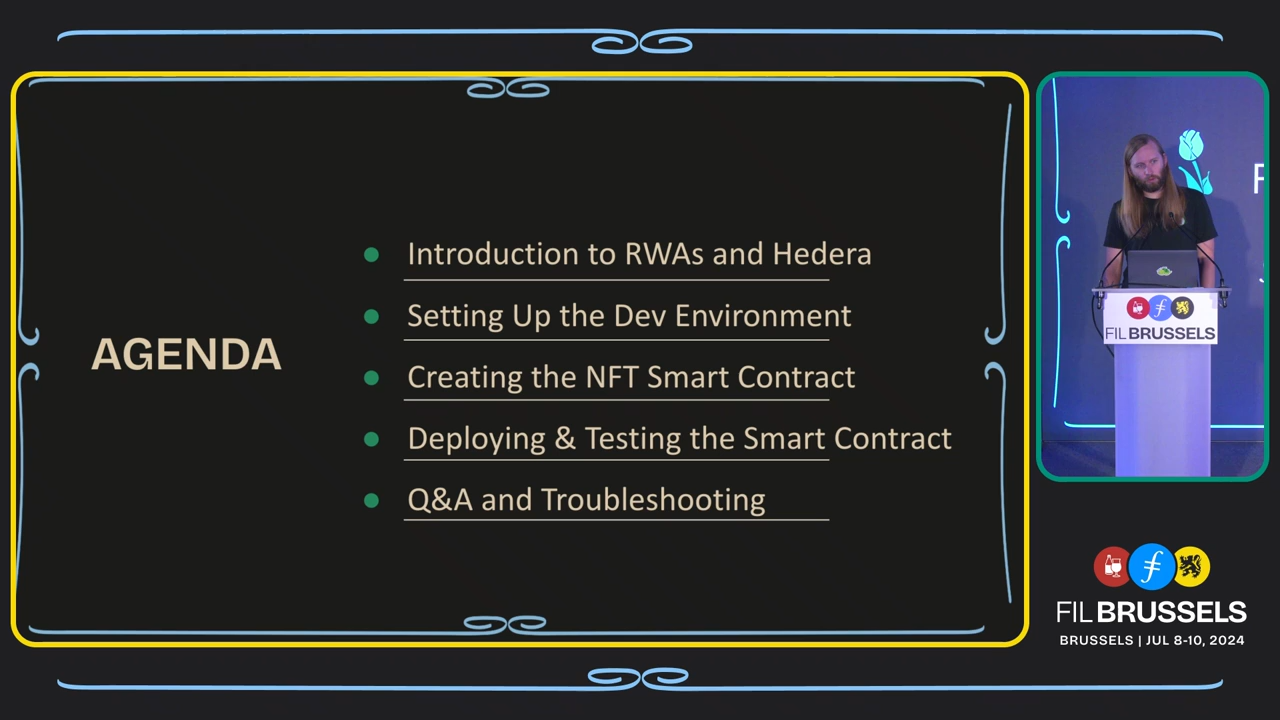 AGENDA
Introduction to RWAs and Hedera
Setting Up the Dev Environment
Creating the NFT Smart Contract
Deploying & Testing the Smart Contract
Q&A and Troubleshooting
F
FIL BRUSSELS
FIL BRUSSELS
BRUSSELS | JUL 8-10, 2024